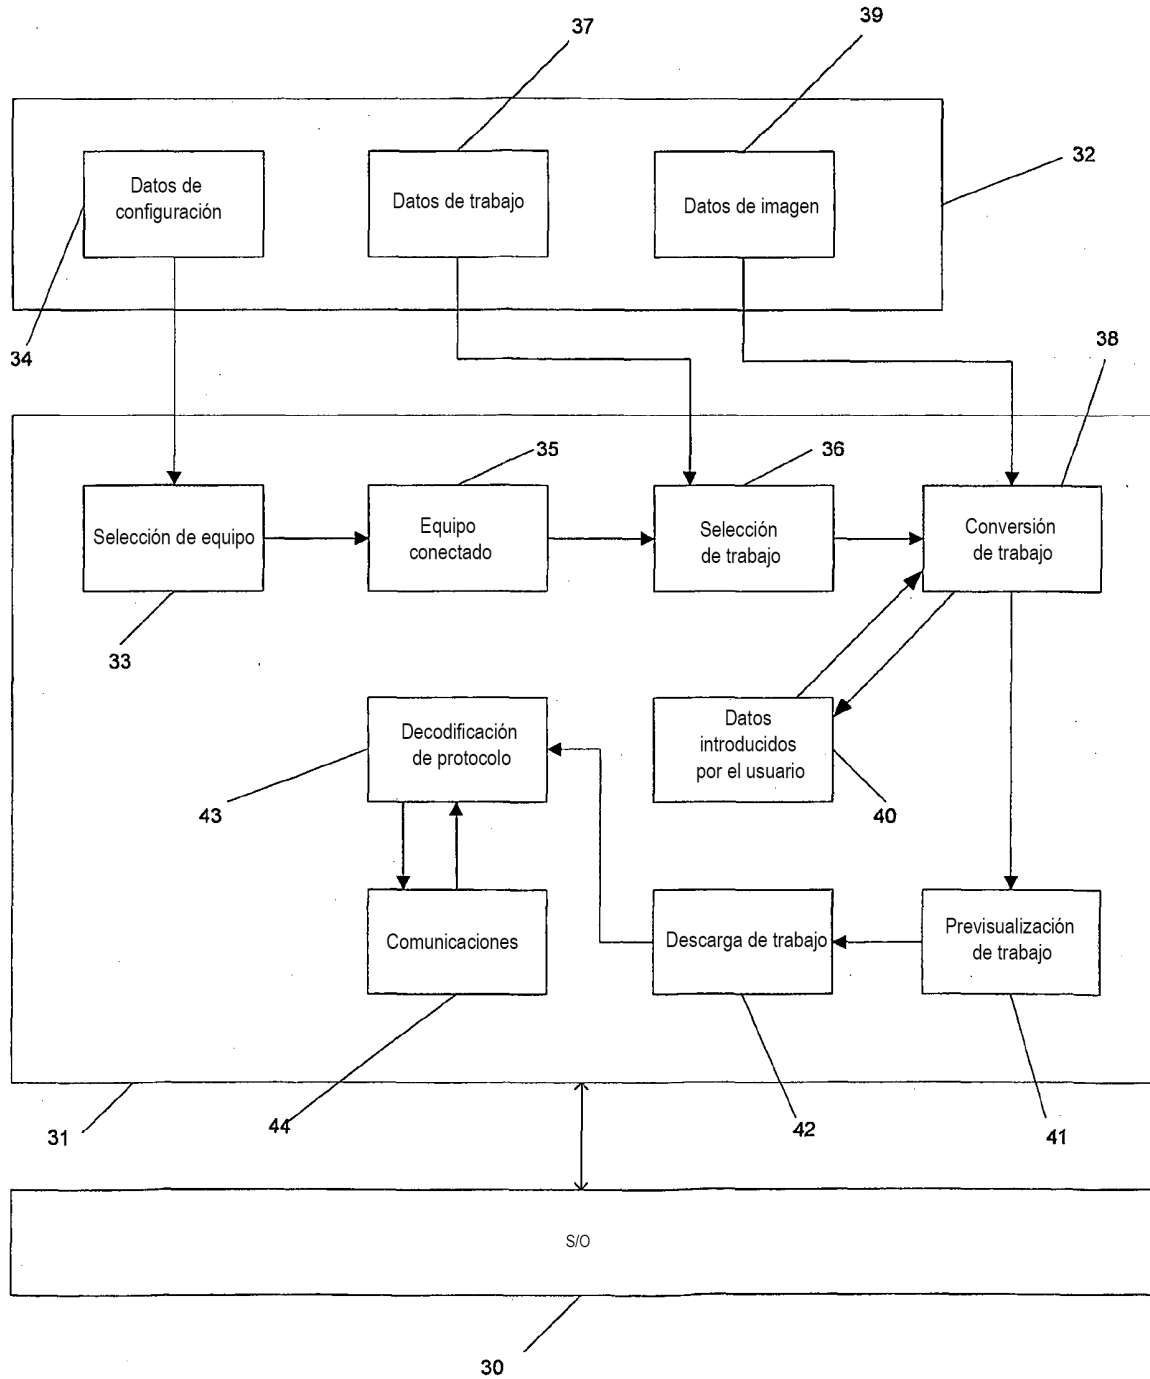 37
39
32
Datos de
configuración
Datos de trabajo
Datos de imagen
34
38
35
36
Selección de equipo
Equipo
conectado
Selección
de trabajo
Conversión
de trabajo
33
Decodificación
de protocolo
Datos
introducidos
por el usuario
43
40
Comunicaciones
Descarga de trabajo
Previsualización
de trabajo
31
44
42
41
S/O
30